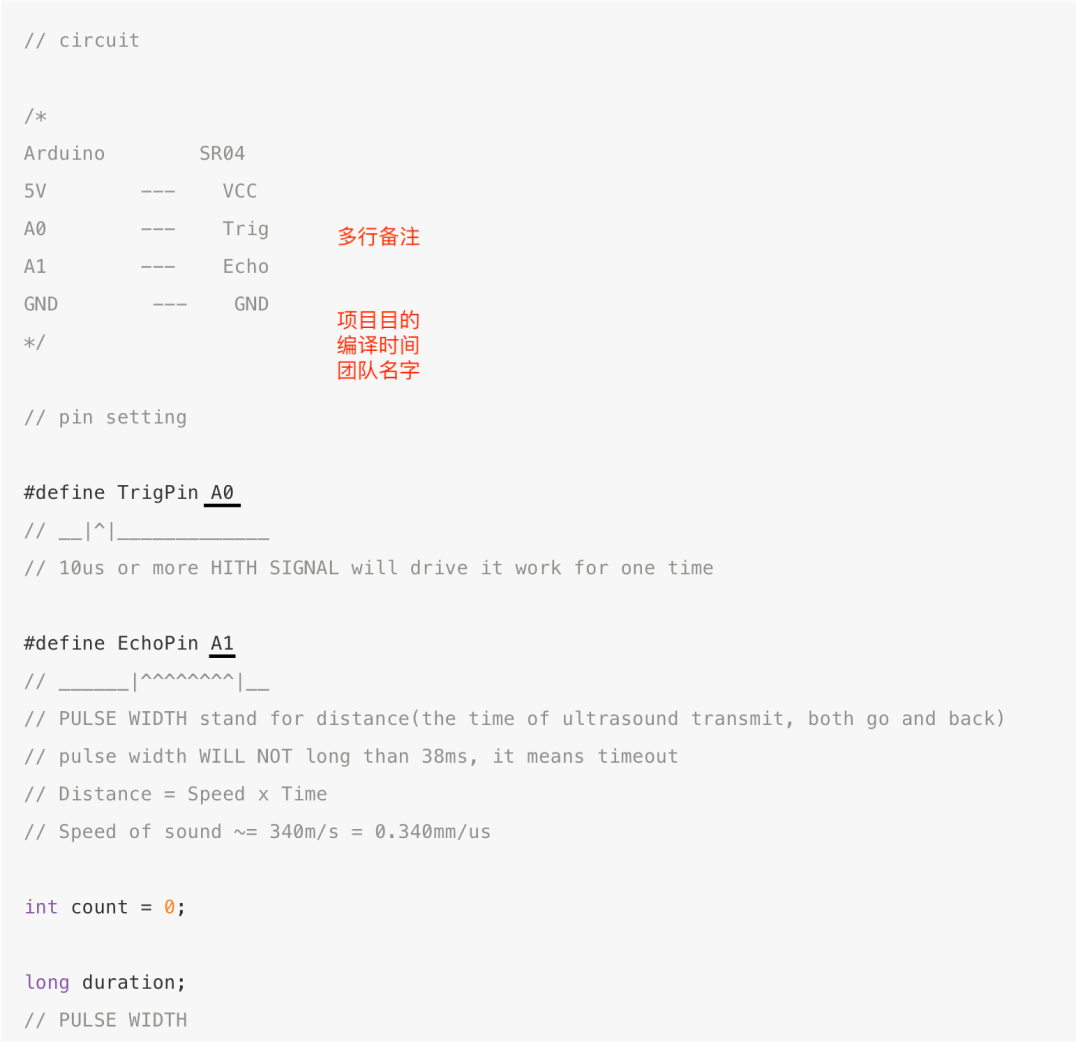 // circuit
/*
Arduino        SR04
5V        ---    VCC
A0        ---    Trig
多行备注
A1        ---    Echo
GND        ---    GND
项目目的
*/
编译时间
团队名字
// pin setting
#define TrigPin A0
// __|^|_____________
// 10us or more HITH SIGNAL will drive it work for one time
#define EchoPin A1
// ______|^^^^^^^^|__
// PULSE WIDTH stand for distance(the time of ultrasound transmit, both go and back)
// pulse width WILL NOT long than 38ms, it means timeout
// Distance = Speed x Time
// Speed of sound ~= 340m/s = 0.340mm/us
int count = 0;
long duration;
// PULSE WIDTH